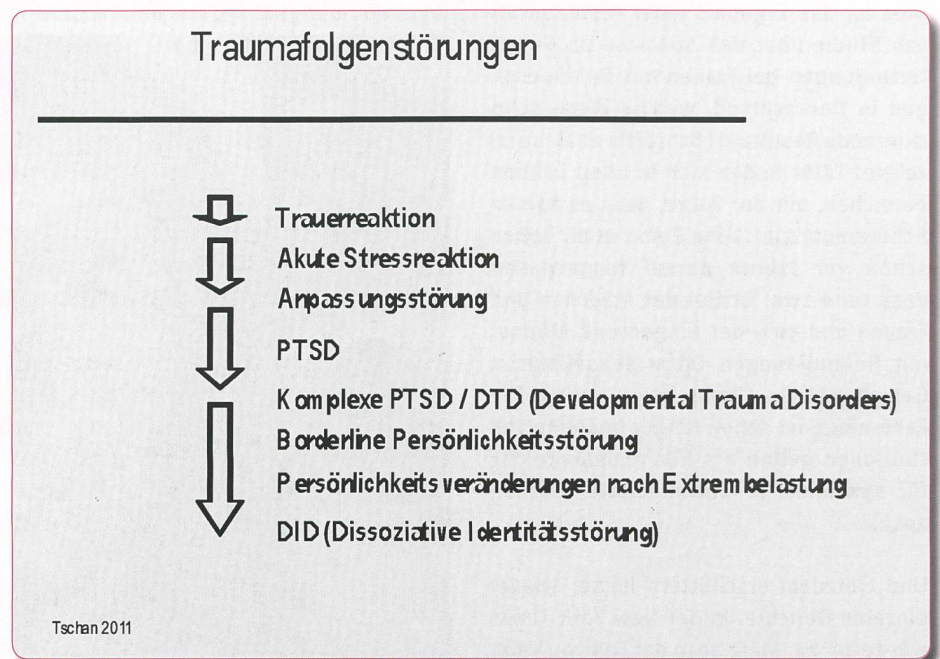 Traumafolgenstörungen
Trauerreaktion
Akute Stressreaktion
Anpassungsstörung
PTSD
Komplexe PTSD / DTD (Developmental Trauma Disorders)
Borderline Persönlichkeitsstörung
Persönlichkeitsveränderungen nach Extrembelastung
DID (Dissoziative Identitätsstörung)
Tschan 2011